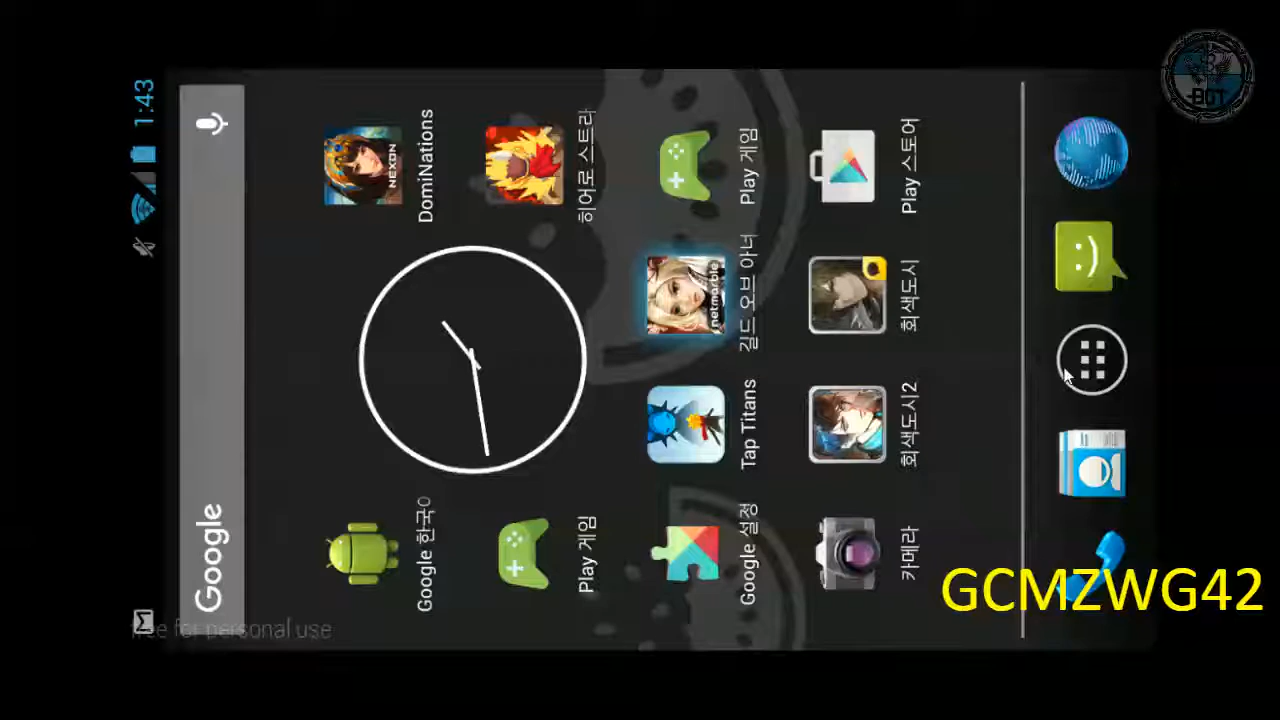 1:43
Google
DomiNations
히어로 스트라
NEXON
Play 게임
Play 스토어
netmarble
길드 오브 아너
회색도시
Tap Titans
회색도시2
Google 한국어
Play 게임
Google 설정
카메라
free for personal use
GCMZWG42
BOT